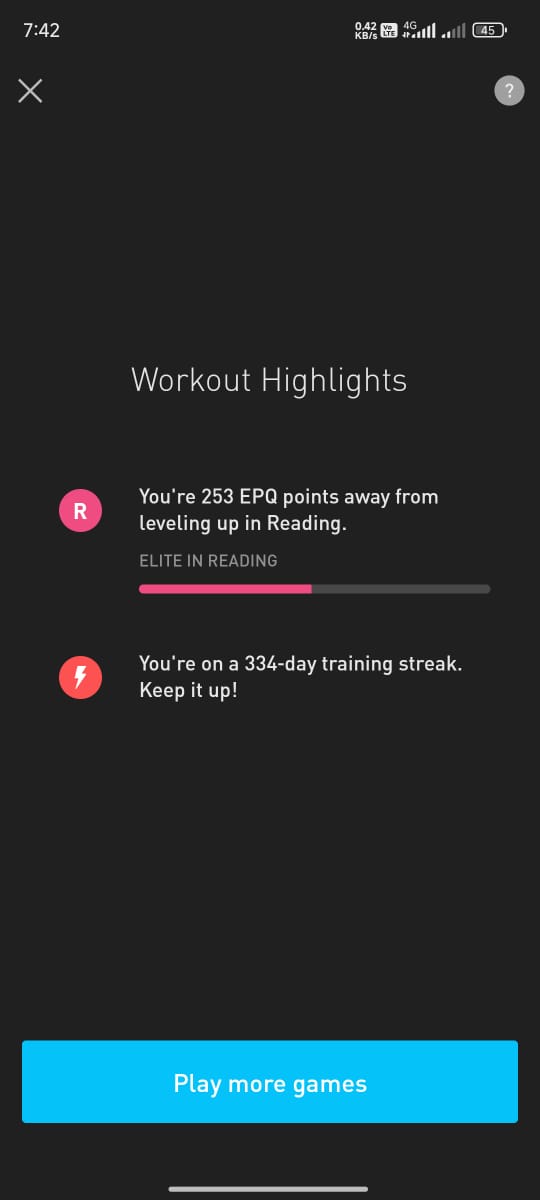 7:42
0.42
KB/s
Vo
LTE
4G
45
?
Workout Highlights
R
You're 253 EPQ points away from
leveling up in Reading.
ELITE IN READING
You're on a 334-day training streak.
Keep it up!
Play more games